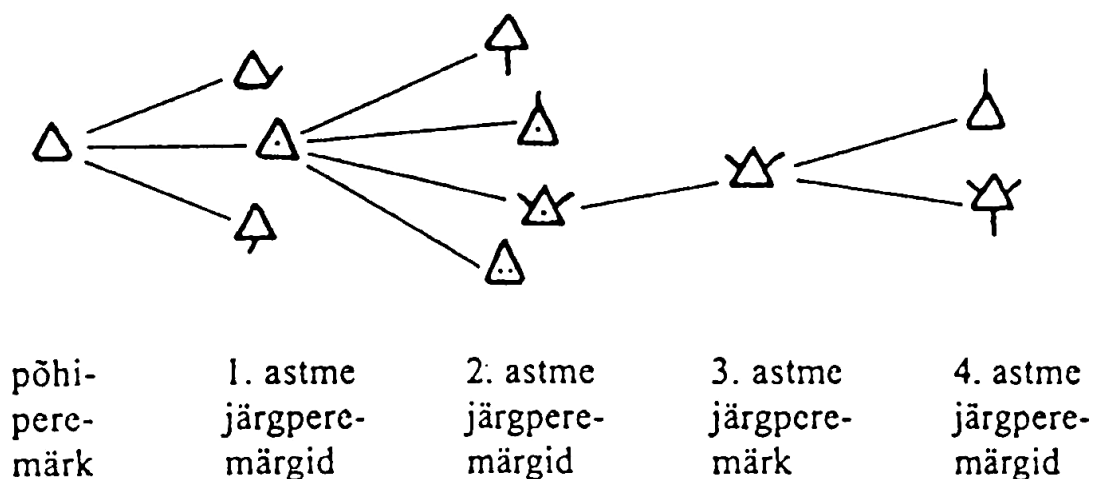 põhi-
pere-
märk
1. astme
järgpere-
märgid
2. astme
järgpere-
märgid
3. astme
järgpere-
märk
4. astme
järgpere-
märgid